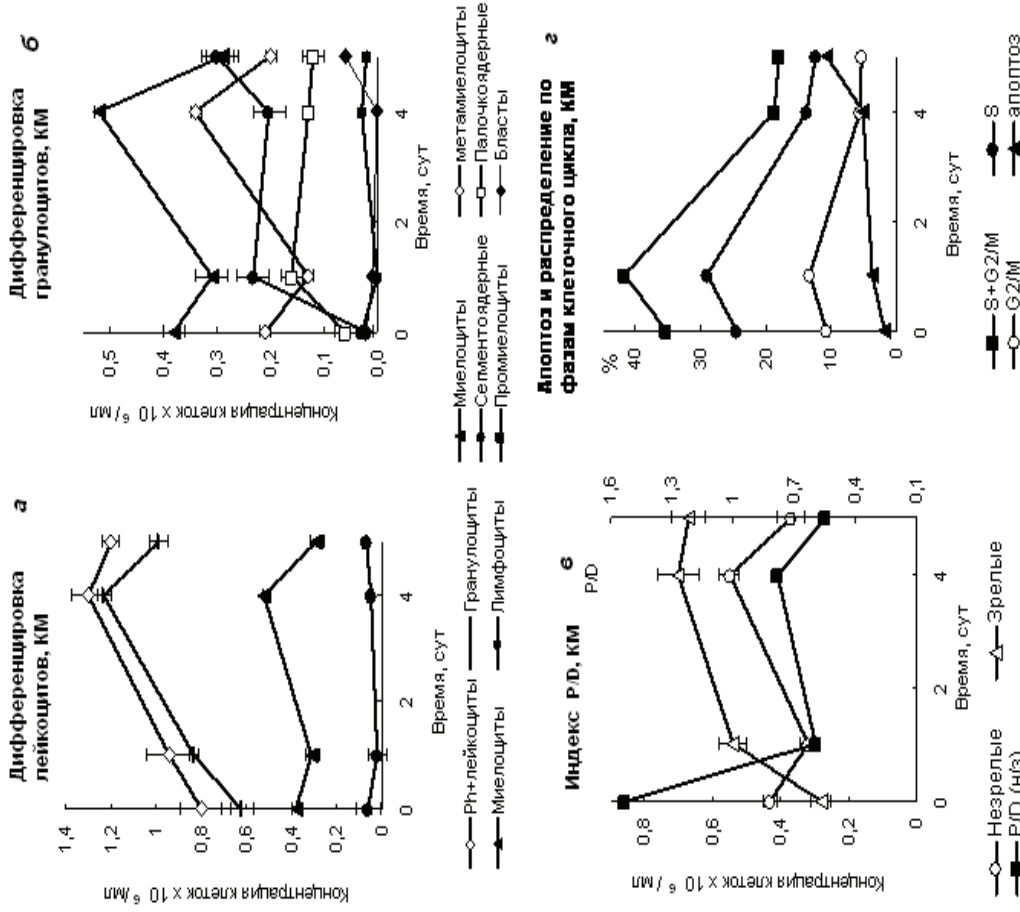 Дифференцировка
лейкоцитов, КМ
а
Концентрация клеток x 10 6 /мл
1,4
1,2
1
0,8
0,6
0,4
0,2
0
0 2 4
Время, сут
Ph+лейкоциты
Гранулоциты
Миелоциты
Лимфоциты
Дифференцировка
гранулоцитов, КМ
б
Концентрация клеток x 10 6 / мл
0,5
0,4
0,3
0,2
0,1
0,0
0 2 4
Время, сут
Миелоциты
метамиелоциты
Сегментоядерные
Палочкоядерные
Промиелоциты
Бласты
Индекс P/D, КМ
в
P/D
Концентрация клеток x 10 6 / мл
0,8
0,6
0,4
0,2
0
1,6
1,3
1
0,7
0,4
0,1
0 2 4
Время, сут
Незрелые
Зрелые
P/D (н/з)
Апоптоз и распределение по
фазам клеточного цикла, КМ
г
%
40
30
20
10
0
0 2 4
Время, сут
S+G2/M
S
G2/M
апоптоз